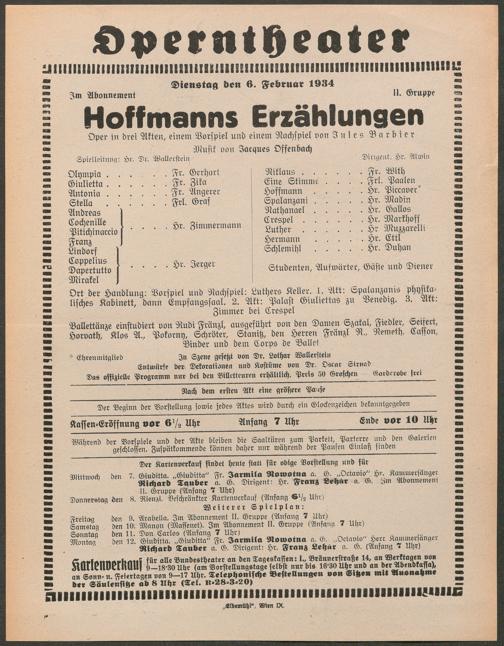 Operntheater
Dienstag den 6. Februar 1934
Im Abonnement
II. Gruppe
Hoffmanns Erzählungen
Oper in drei Akten, einem Vorspiel und einem Nachspiel von Jules Barbier
Musik von Jacques Offenbach
Spielleitung: Hr. Dr. Wallerstein
Dirigent: Hr. Alwin
Olympia . . . . . Fr. Gerhart
Giulietta . . . . . Fr. Zika
Antonia . . . . . Fr. Angerer
Stella . . . . . Frl. Graf
Andreas
Cochenille
Pitichinaccio
Franz
Hr. Zimmermann
Lindorf
Coppelius
Dapertutto
Mirakel
Hr. Jerger
Niklaus . . . . . Fr. With
Eine Stimme . . . . . Frl. Paalen
Hoffmann . . . . . Hr. Piccaver*
Spalanzani . . . . . Hr. Madin
Nathanael . . . . . Hr. Gallos
Crespel . . . . . Hr. Markhoff
Luther . . . . . Hr. Muzzarelli
Hermann . . . . . Hr. Ettl
Schlemihl . . . . . Hr. Duhan
Studenten, Aufwärter, Gäste und Diener
Ort der Handlung: Vorspiel und Nachspiel: Luthers Keller. 1. Akt: Spalanzanis physika-
lisches Kabinett, dann Empfangssaal. 2. Akt: Palast Giuliettas zu Venedig. 3. Akt:
Zimmer bei Crespel
Ballettänze einstudiert von Rudi Fränzl, ausgeführt von den Damen Szakal, Fiedler, Seifert,
Horvath, Klos A., Pokorny, Schröter, Stanitz, den Herren Fränzl R., Nemeth, Caffon,
Binder und dem Corps de Ballet
* Ehrenmitglied
In Szene gesetzt von Dr. Lothar Wallerstein
Entwürfe der Dekorationen und Kostüme von Dr. Oscar Strnad
Das offizielle Programm nur bei den Billetteuren erhältlich. Preis 50 Groschen — Garderobe frei
Nach dem ersten Akt eine größere Pause
Der Beginn der Vorstellung sowie jedes Aktes wird durch ein Glockenzeichen bekanntgegeben
Kassen-Eröffnung vor 6½ Uhr
Anfang 7 Uhr
Ende vor 10 Uhr
Während der Vorspiele und der Akte bleiben die Saaltüren zum Parkett, Parterre und den Galerien
geschlossen. Zuspätkommende können daher nur während der Pausen Einlaß finden
Der Kartenverkauf findet heute statt für obige Vorstellung und für
Mittwoch den 7. Giuditta. „Giuditta“ Fr. Jarmila Novotna a. G. „Octavio“ Hr. Kammersänger
Richard Tauber a. G. Dirigent: Hr. Franz Lehar a. G. Im Abonnement
II. Gruppe (Anfang 7 Uhr)
Donnerstag den 8. Rienzi. Beschränkter Kartenverkauf (Anfang 6½ Uhr)
Weiterer Spielplan:
Freitag den 9. Arabella. Im Abonnement II. Gruppe (Anfang 7 Uhr)
Samstag den 10. Manon (Massenet). Im Abonnement II. Gruppe (Anfang 7 Uhr)
Sonntag den 11. Don Carlos (Anfang 7 Uhr)
Montag den 12. Giuditta. „Giuditta“ Fr. Jarmila Novotna a. G. „Octavio“ Herr Kammersänger
Richard Tauber a. G. Dirigent: Hr. Franz Lehar a. G. (Anfang 7 Uhr)
Kartenverkauf für alle Bundestheater an den Tageskassen: I., Bräunerstraße 14, an Werktagen von
9—18·30 Uhr (am Vorstellungstage selbst nur bis 16·30 Uhr und an der Abendkassa),
an Sonn- u. Feiertagen von 9—17 Uhr. Telephonische Bestellungen von Sitzen mit Ausnahme
der Säulensitze ab 8 Uhr (Tel. R-28-3-20)
„Elbemühl“, Wien IX.